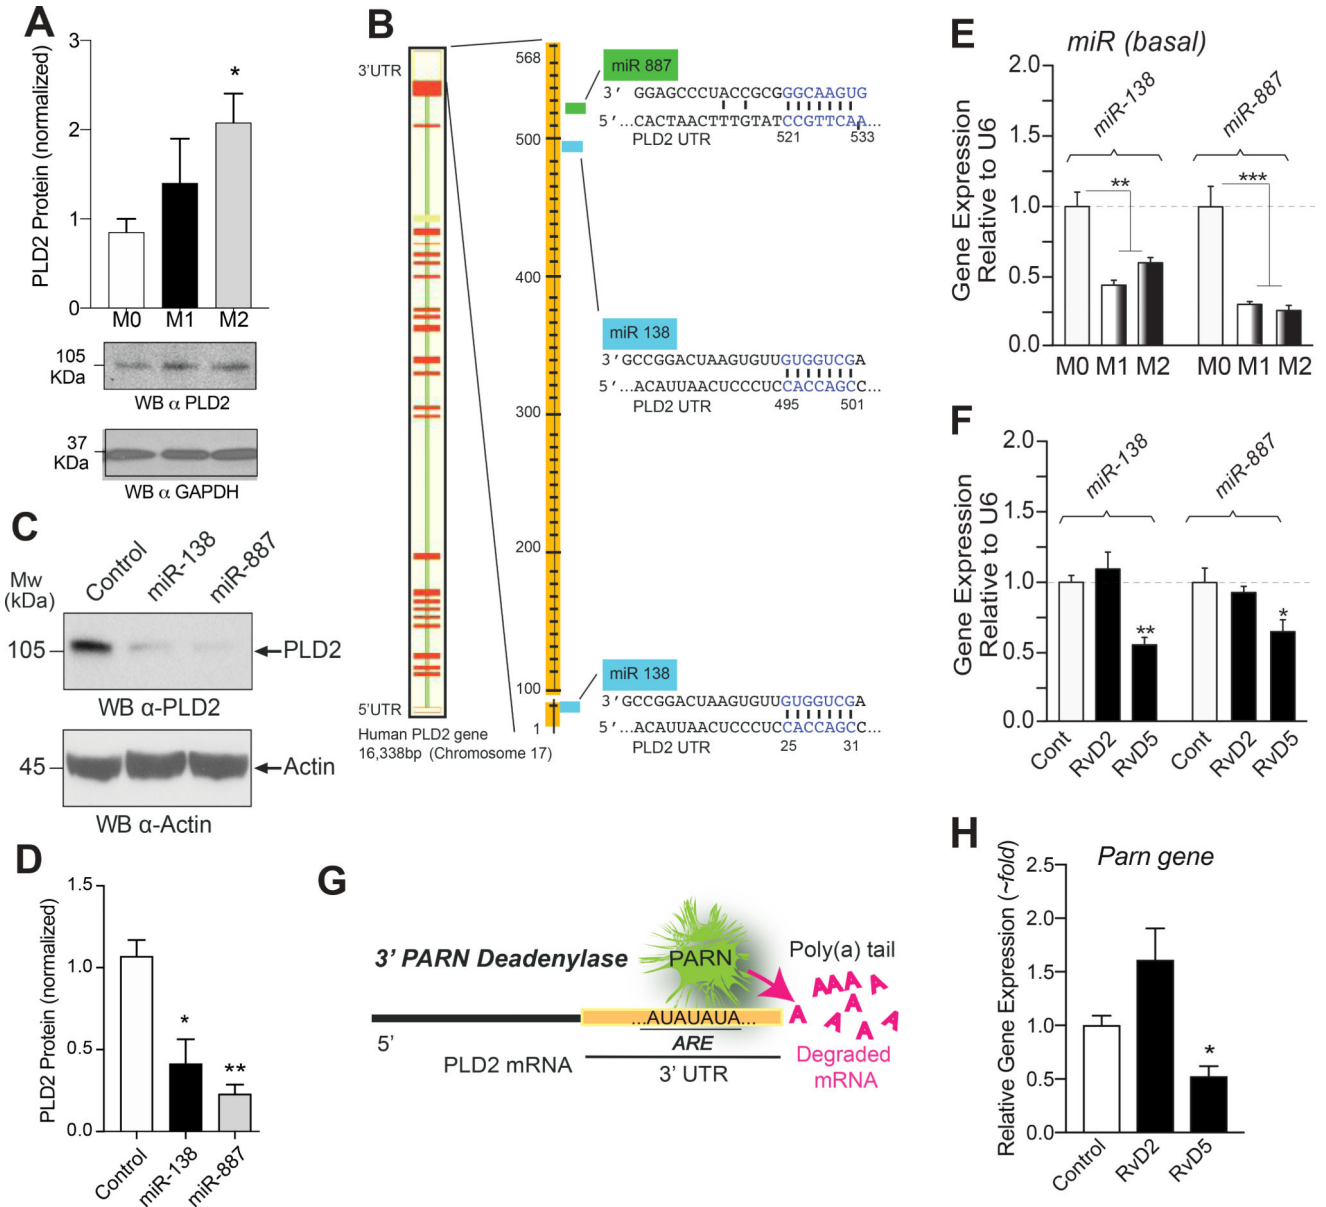 A
PLD2 Protein (normalized)
3
2
1
0
M0 M1 M2
*
105
KDa
WB α PLD2
37
KDa
WB α GAPDH
B
3'UTR
5'UTR
Human PLD2 gene
16,338bp (Chromosome 17)
568
500
400
300
200
100
1
miR 887
3' GGAGCCCUACCGCGGGCAAGUG
5'...CACTAACTTTGTATCCGTTCAA...
PLD2 UTR 521 533
miR 138
3'GCCGGACUAAGUGUUGUGGUCGA
5'...ACAUUAACUCCCUCCACCAGCC...
PLD2 UTR 495 501
miR 138
3'GCCGGACUAAGUGUUGUGGUCGA
5'...ACAUUAACUCCCUCCACCAGCC...
PLD2 UTR 25 31
C
Control miR-138 miR-887
Mw
(kDa)
105
PLD2
WB α-PLD2
45
Actin
WB α-Actin
D
PLD2 Protein (normalized)
1.5
1.0
0.5
0.0
*
**
Control miR-138 miR-887
E
miR (basal)
Gene Expression
Relative to U6
2.0
1.5
1.0
0.5
0.0
miR-138 miR-887
** ***
M0 M1 M2 M0 M1 M2
F
Gene Expression
Relative to U6
2.0
1.5
1.0
0.5
0.0
miR-138 miR-887
** *
Cont RvD2 RvD5 Cont RvD2 RvD5
G
3' PARN Deadenylase
PARN
Poly(a) tail
A A A A A A A A A
...AUAUAUA...
5'
ARE
PLD2 mRNA
3' UTR
Degraded
mRNA
H
Parn gene
Relative Gene Expression (~fold)
2.5
2.0
1.5
1.0
0.5
0.0
*
Control RvD2 RvD5